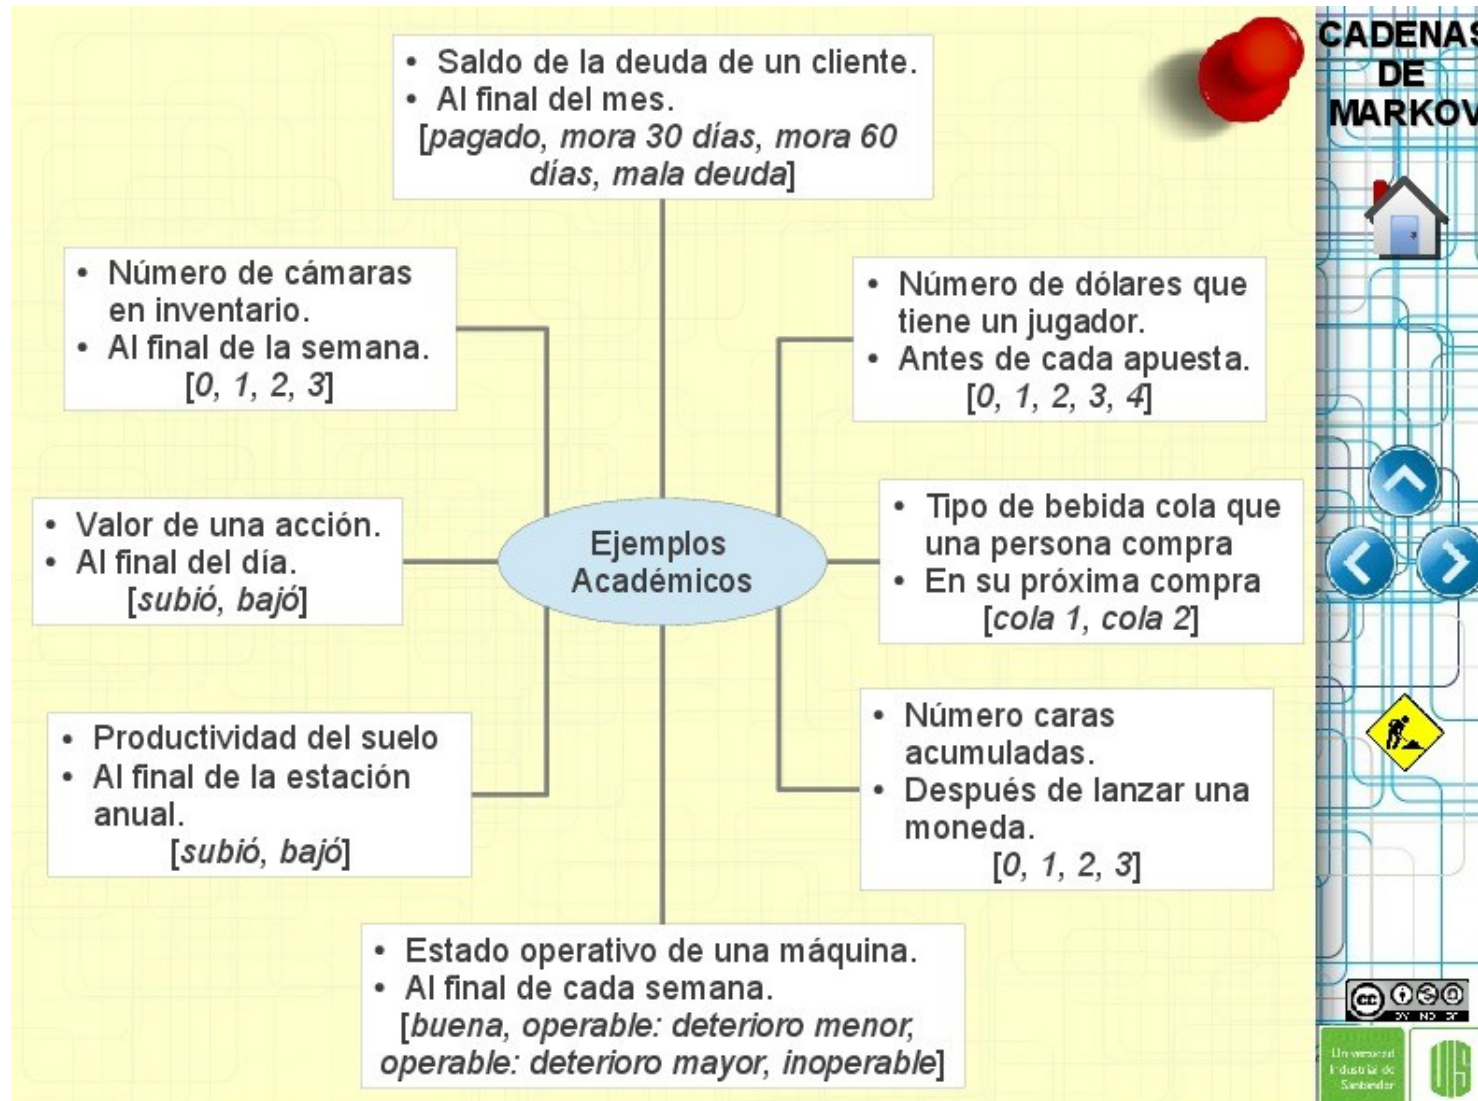 • Saldo de la deuda de un cliente.
• Al final del mes.
[pagado, mora 30 días, mora 60
días, mala deuda]
• Número de cámaras
en inventario.
• Al final de la semana.
[0, 1, 2, 3]
• Número de dólares que
tiene un jugador.
• Antes de cada apuesta.
[0, 1, 2, 3, 4]
• Valor de una acción.
• Al final del día.
[subió, bajó]
Ejemplos
Académicos
• Tipo de bebida cola que
una persona compra
• En su próxima compra
[cola 1, cola 2]
• Productividad del suelo
• Al final de la estación
anual.
[subió, bajó]
• Número caras
acumuladas.
• Después de lanzar una
moneda.
[0, 1, 2, 3]
• Estado operativo de una máquina.
• Al final de cada semana.
[buena, operable: deterioro menor,
operable: deterioro mayor, inoperable]
CADENAS
DE
MARKOV
cc
Universidad
Industrial de
Santander
UIS